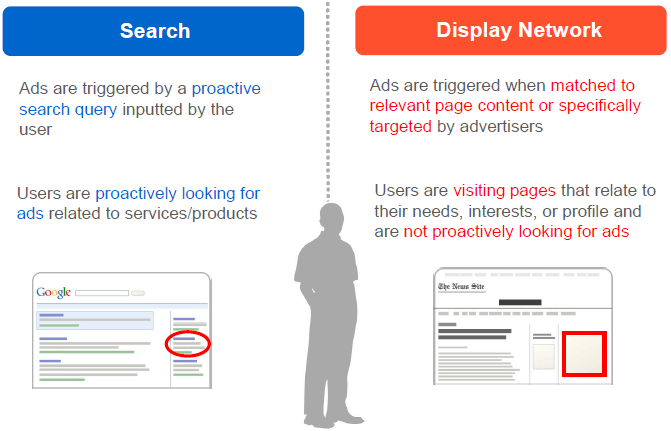 Search
Display Network
Ads are triggered by a proactive
search query inputted by the
user
Ads are triggered when matched to
relevant page content or specifically
targeted by advertisers
Users are proactively looking for
ads related to services/products
Users are visiting pages that relate to
their needs, interests, or profile and
are not proactively looking for ads
Google
The News Site